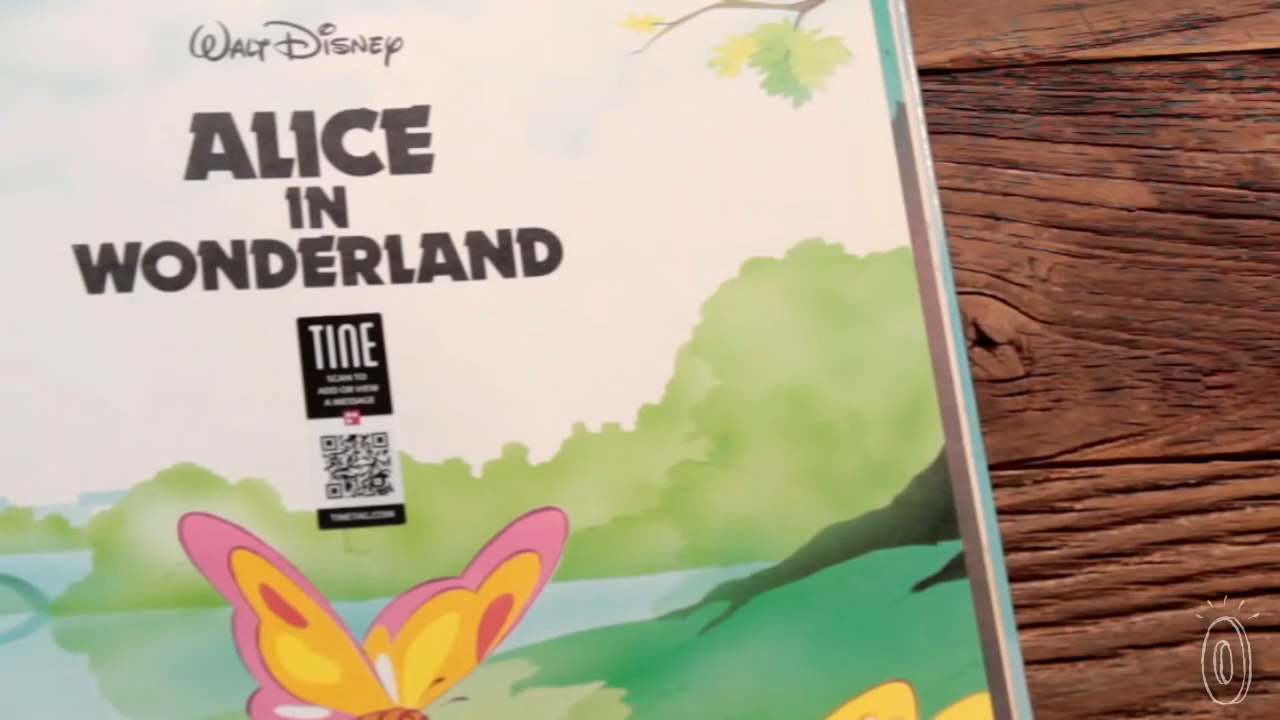 WALT DISNEY
ALICE
IN
WONDERLAND
TINE
SCAN TO
ADD OR VIEW
A MESSAGE
TINETAG.COM